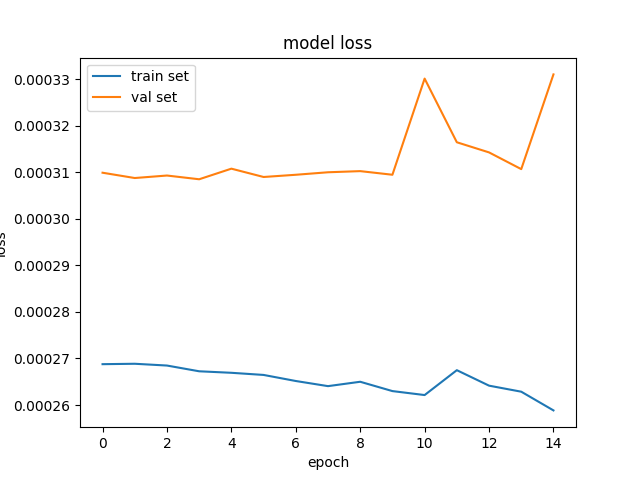 model loss
train set
val set
0.00033
0.00032
0.00031
0.00030
0.00029
0.00028
0.00027
0.00026
loss
0 2 4 6 8 10 12 14
epoch